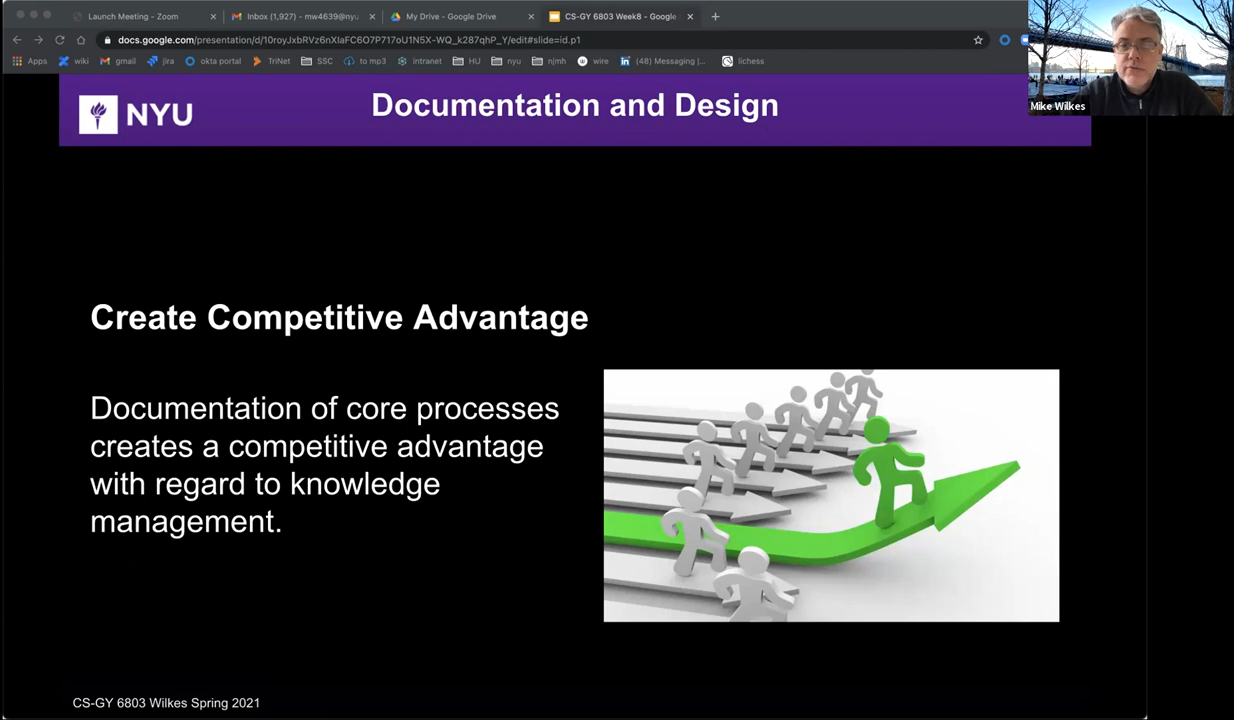 Launch Meeting - Zoom
Inbox (1,927) - mw4639@nyu
My Drive - Google Drive
CS-GY 6803 Week8 - Google
docs.google.com/presentation/d/10royJxbRVz6nXlaFC6O7P717oU1N5X-WQ_k287qhP_Y/edit#slide=id.p1
Apps wiki gmail jira okta portal TriNet SSC to mp3 intranet HU nyu njmh wire (48) Messaging |... lichess
Mike Wilkes
NYU
Documentation and Design
Create Competitive Advantage
Documentation of core processes
creates a competitive advantage
with regard to knowledge
management.
CS-GY 6803 Wilkes Spring 2021